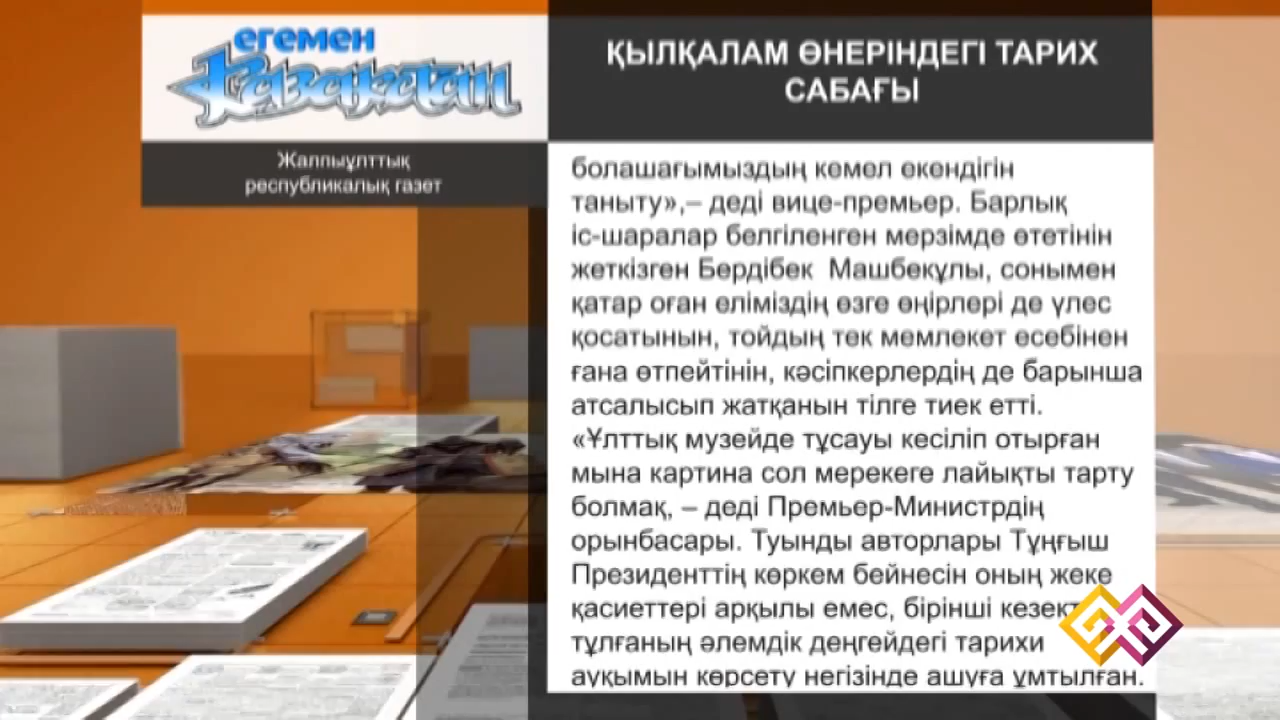 егемен
Қазақстан
Жалпыұлттық
республикалық газет
ҚЫЛҚАЛАМ ӨНЕРІНДЕГІ ТАРИХ
САБАҒЫ
болашағымыздың кемел екендігін
таныту»,– деді вице-премьер. Барлық
іс-шаралар белгіленген мерзімде өтетінін
жеткізген Бердібек Машбекұлы, сонымен
қатар оған еліміздің өзге өңірлері де үлес
қосатынын, тойдың тек мемлекет есебінен
ғана өтпейтінін, кәсіпкерлердің де барынша
атсалысып жатқанын тілге тиек етті.
«Ұлттық музейде тұсауы кесіліп отырған
мына картина сол мерекеге лайықты тарту
болмақ, – деді Премьер-Министрдің
орынбасары. Туынды авторлары Тұңғыш
Президенттің көркем бейнесін оның жеке
қасиеттері арқылы емес, бірінші кезект
тұлғаның әлемдік деңгейдегі тарихи
ауқымын көрсету негізінде ашуға ұмтылған.